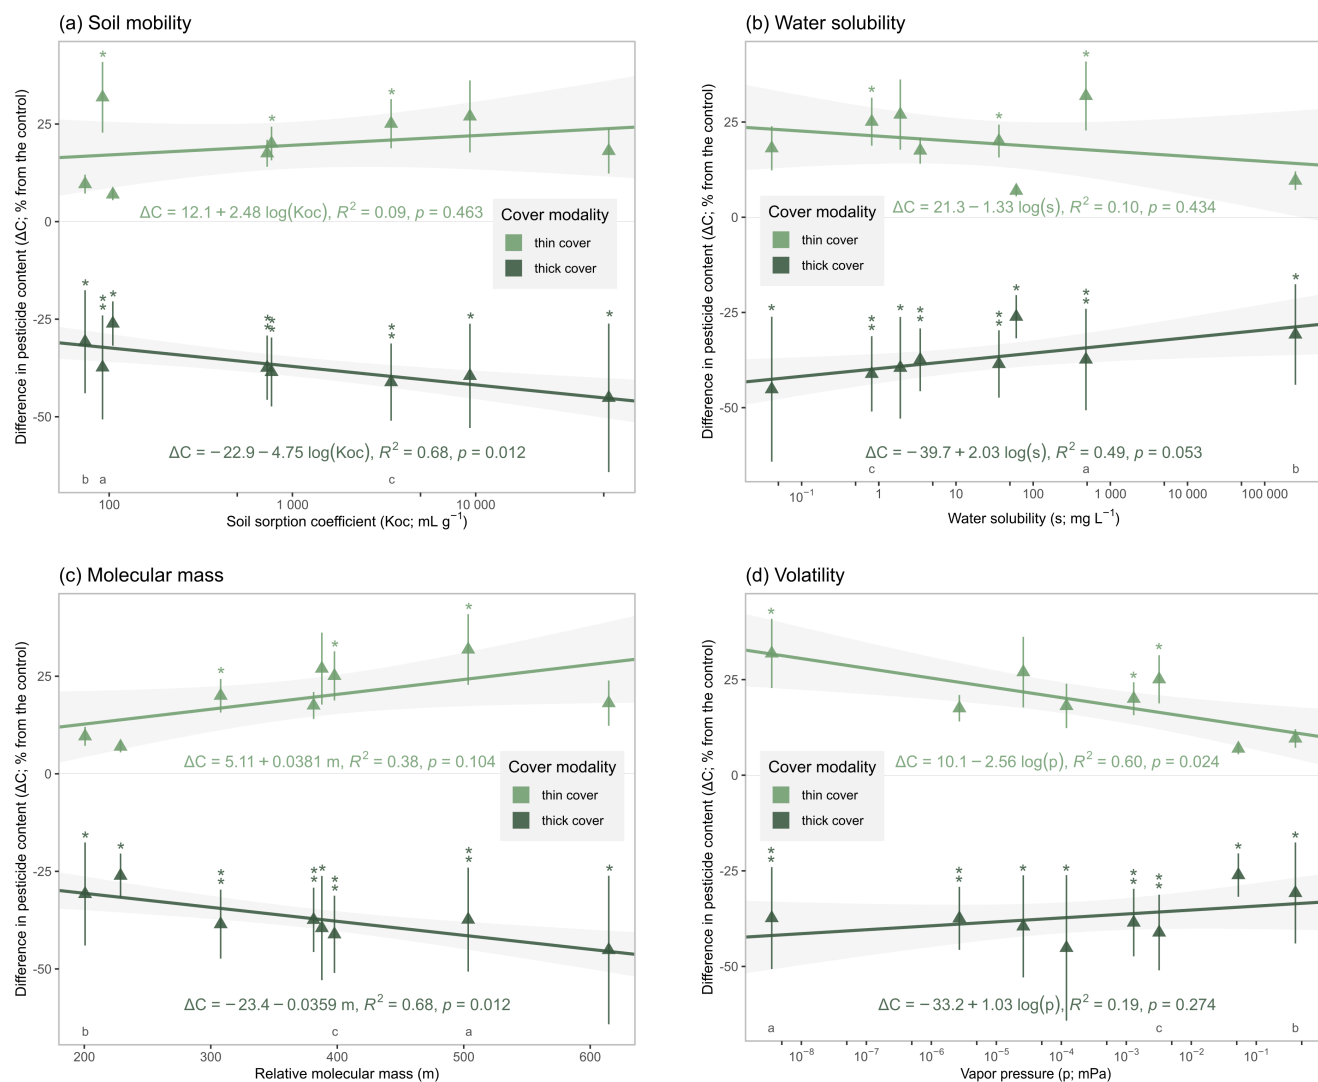 (a) Soil mobility
Difference in pesticide content (ΔC; % from the control)
25
0
-25
-50
*
*
*
ΔC = 12.1 + 2.48 log(Koc), R² = 0.09, p = 0.463
Cover modality
thin cover
thick cover
*
**
*
**
**
**
*
*
ΔC = −22.9 − 4.75 log(Koc), R² = 0.68, p = 0.012
b a c
100 1 000 10 000
Soil sorption coefficient (Koc; mL g⁻¹)
(b) Water solubility
Difference in pesticide content (ΔC; % from the control)
25
0
-25
-50
*
*
*
ΔC = 21.3 − 1.33 log(s), R² = 0.10, p = 0.434
Cover modality
thin cover
thick cover
*
**
*
**
**
*
**
*
ΔC = −39.7 + 2.03 log(s), R² = 0.49, p = 0.053
c a b
10⁻¹ 1 10 100 1 000 10 000 100 000
Water solubility (s; mg L⁻¹)
(c) Molecular mass
Difference in pesticide content (ΔC; % from the control)
25
0
-25
-50
*
*
*
ΔC = 5.11 + 0.0381 m, R² = 0.38, p = 0.104
Cover modality
thin cover
thick cover
*
*
**
**
*
**
**
*
ΔC = −23.4 − 0.0359 m, R² = 0.68, p = 0.012
b c a
200 300 400 500 600
Relative molecular mass (m)
(d) Volatility
Difference in pesticide content (ΔC; % from the control)
25
0
-25
-50
*
*
*
ΔC = 10.1 − 2.56 log(p), R² = 0.60, p = 0.024
Cover modality
thin cover
thick cover
**
**
*
*
**
**
*
*
ΔC = −33.2 + 1.03 log(p), R² = 0.19, p = 0.274
a c b
10⁻⁸ 10⁻⁷ 10⁻⁶ 10⁻⁵ 10⁻⁴ 10⁻³ 10⁻² 10⁻¹
Vapor pressure (p; mPa)